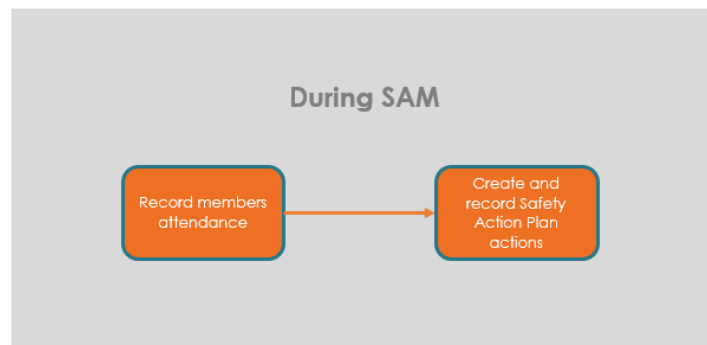 During SAM
Record members
attendance
Create and
record Safety
Action Plan
actions